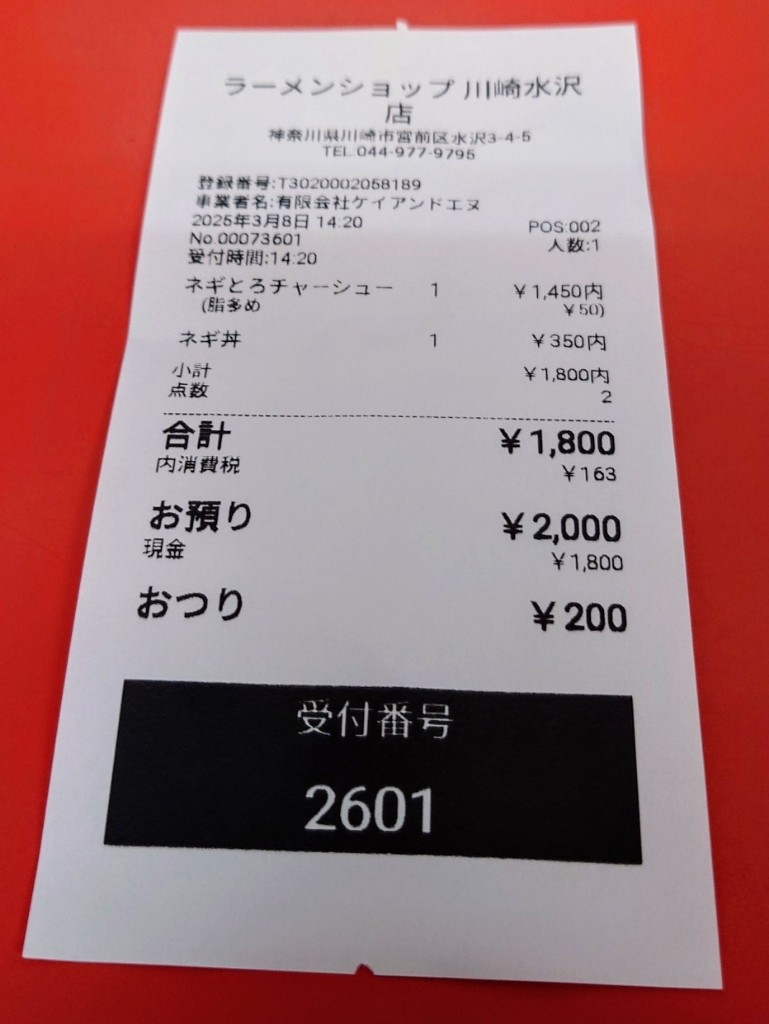 ラーメンショップ 川崎水沢
店
神奈川県川崎市宮前区水沢3-4-5
TEL.044-977-9795
登録番号:T3020002058189
事業者名:有限会社ケイアンドエヌ
2025年3月8日 14:20 POS:002
No.00073601 人数:1
受付時間:14:20
ネギとろチャーシュー 1 ￥1,450内
(脂多め ￥50)
ネギ丼 1 ￥350内
小計 ￥1,800内
点数 2
合計 ￥1,800
内消費税 ￥163
お預り ￥2,000
現金 ￥1,800
おつり ￥200
受付番号
2601